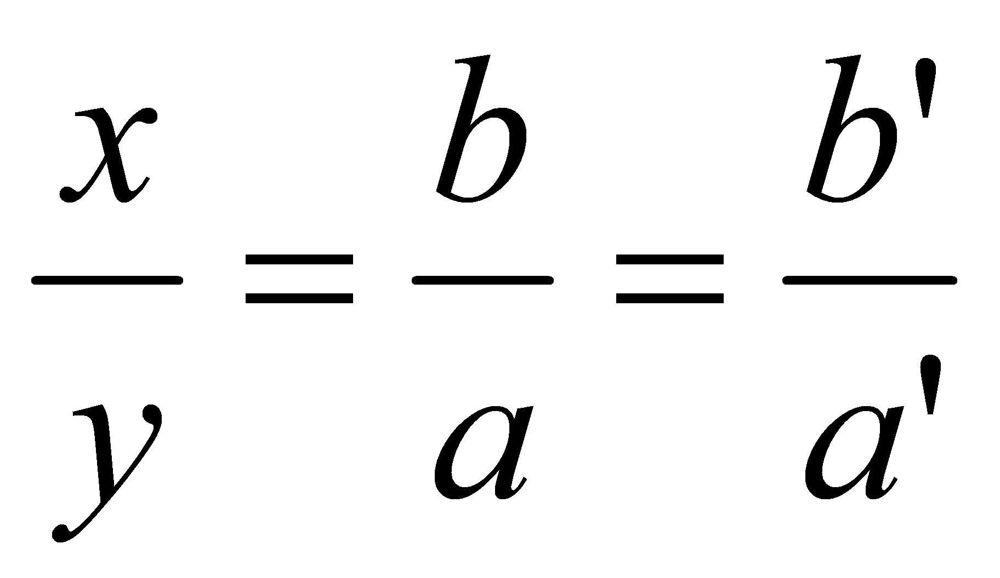 x/y = b/a = b'/a'